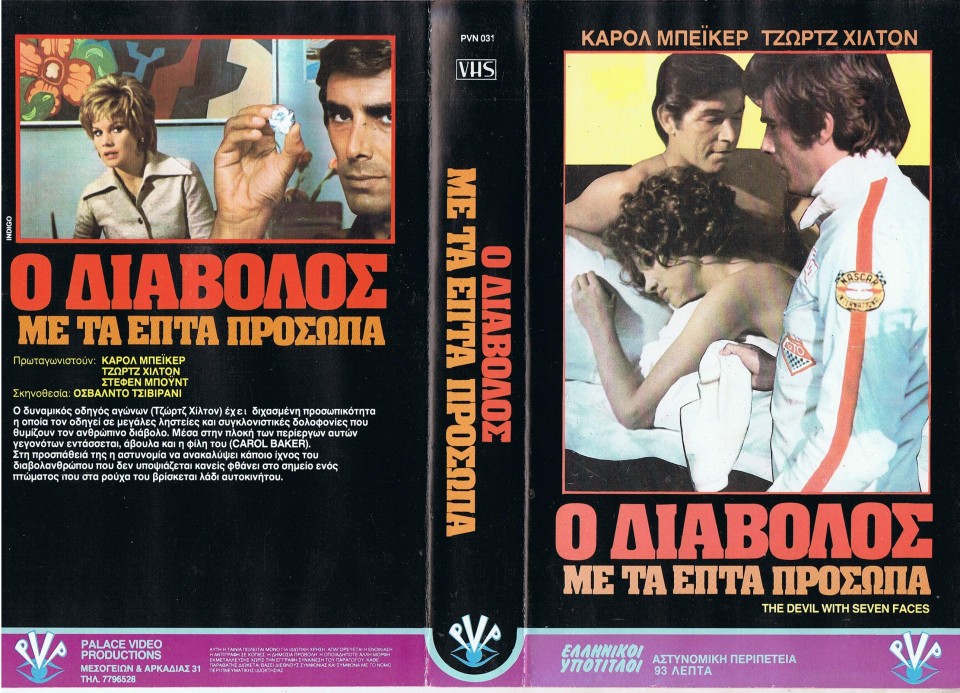 INDIGO
Ο ΔΙΑΒΟΛΟΣ
ΜΕ ΤΑ ΕΠΤΑ ΠΡΟΣΩΠΑ
Πρωταγωνιστούν: ΚΑΡΟΛ ΜΠΕΪΚΕΡ
ΤΖΩΡΤΖ ΧΙΛΤΟΝ
ΣΤΕΦΕΝ ΜΠΟΥΝΤ
Σκηνοθεσία: ΟΣΒΑΛΝΤΟ ΤΣΙΒΙΡΑΝΙ
Ο δυναμικός οδηγός αγώνων (Τζώρτζ Χίλτον) έχει διχασμένη προσωπικότητα
η οποία τον οδηγεί σε μεγάλες ληστείες και συγκλονιστικές δολοφονίες που
θυμίζουν τον ανθρώπινο διάβολο. Μέσα στην πλοκή των περίεργων αυτών
γεγονότων εντάσσεται, άβουλα και η φίλη του (CAROL BAKER).
Στη προσπάθειά της η αστυνομία να ανακαλύψει κάποιο ίχνος του
διαβολανθρώπου που δεν υποψιάζεται κανείς φθάνει στο σημείο ενός
πτώματος που στα ρούχα του βρίσκεται λάδι αυτοκινήτου.
PVP
PALACE VIDEO
PRODUCTIONS
ΜΕΣΟΓΕΙΩΝ & ΑΡΚΑΔΙΑΣ 31
ΤΗΛ. 7796528
PVN 031
VHS
Ο ΔΙΑΒΟΛΟΣ
ΜΕ ΤΑ ΕΠΤΑ ΠΡΟΣΩΠΑ
PVP
ΚΑΡΟΛ ΜΠΕΪΚΕΡ ΤΖΩΡΤΖ ΧΙΛΤΟΝ
NASCAR
INTERNATIONAL
GTO
Ο ΔΙΑΒΟΛΟΣ
ΜΕ ΤΑ ΕΠΤΑ ΠΡΟΣΩΠΑ
THE DEVIL WITH SEVEN FACES
ΕΛΛΗΝΙΚΟΙ
ΥΠΟΤΙΤΛΟΙ
ΑΣΤΥΝΟΜΙΚΗ ΠΕΡΙΠΕΤΕΙΑ
93 ΛΕΠΤΑ
PVP